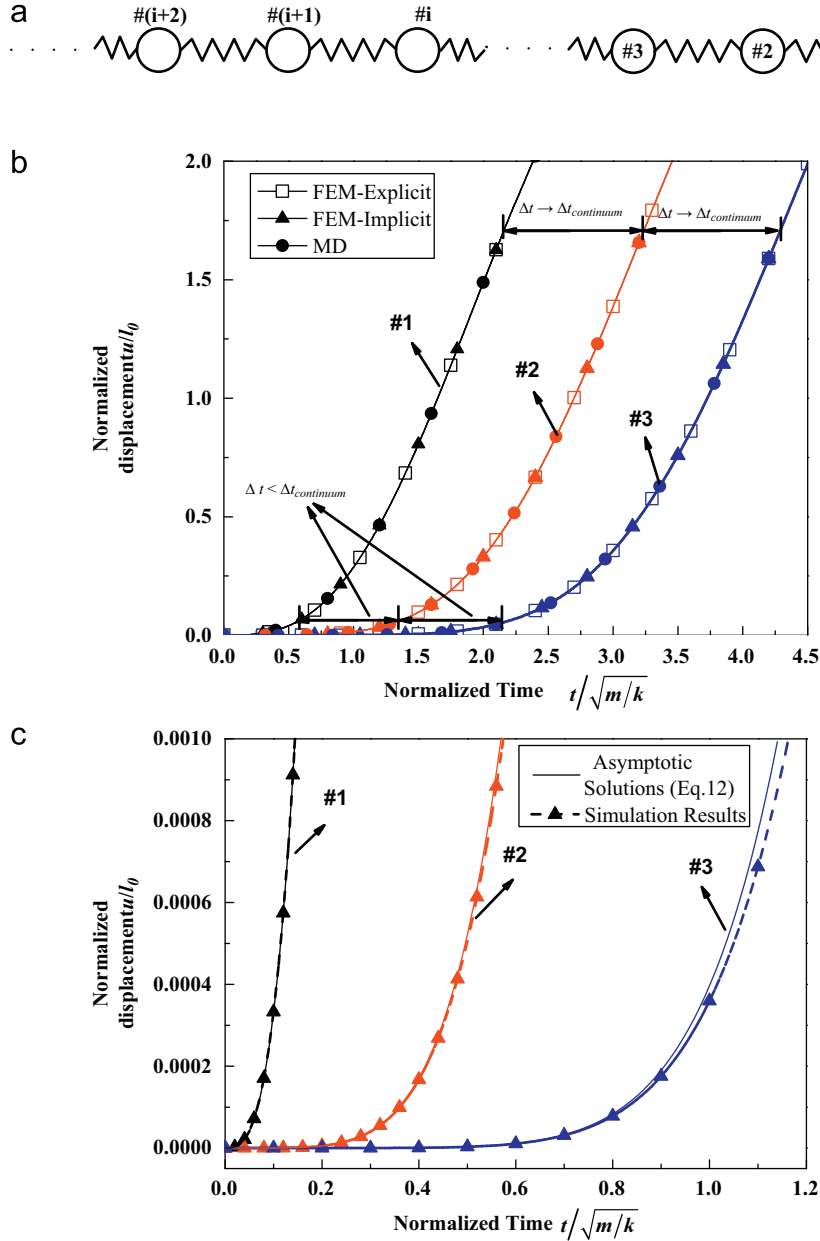 a
#(i+2) #(i+1) #i
#3 #2
b
2.0
1.5
1.0
0.5
0.0
Normalized
displacementu/l₀
FEM-Explicit
FEM-Implicit
MD
Δt → Δt_continuum
Δt → Δt_continuum
#1
#2
#3
Δ t < Δt_continuum
0.0 0.5 1.0 1.5 2.0 2.5 3.0 3.5 4.0 4.5
Normalized Time t/√m/k
c
0.0010
0.0008
0.0006
0.0004
0.0002
0.0000
Normalized
displacementu/l₀
Asymptotic
Solutions (Eq.12)
Simulation Results
#1
#2
#3
0.0 0.2 0.4 0.6 0.8 1.0 1.2
Normalized Time t/√m/k